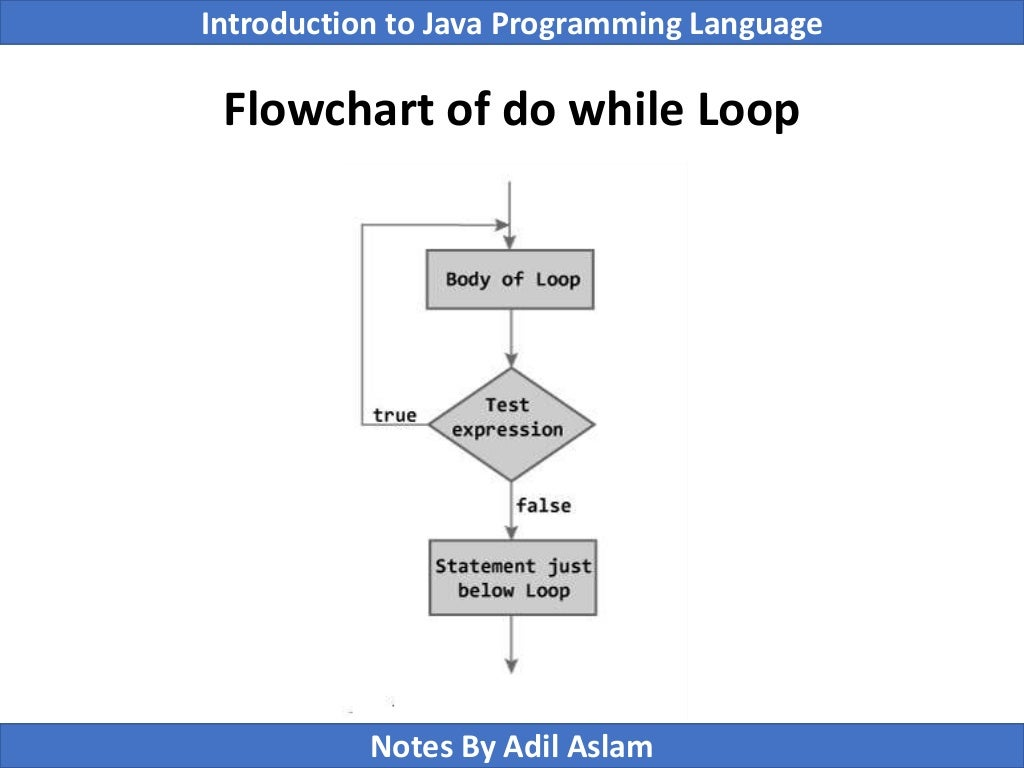 Introduction to Java Programming Language
Flowchart of do while Loop
Body of Loop
Test
expression
true
false
Statement just
below Loop
Notes By Adil Aslam